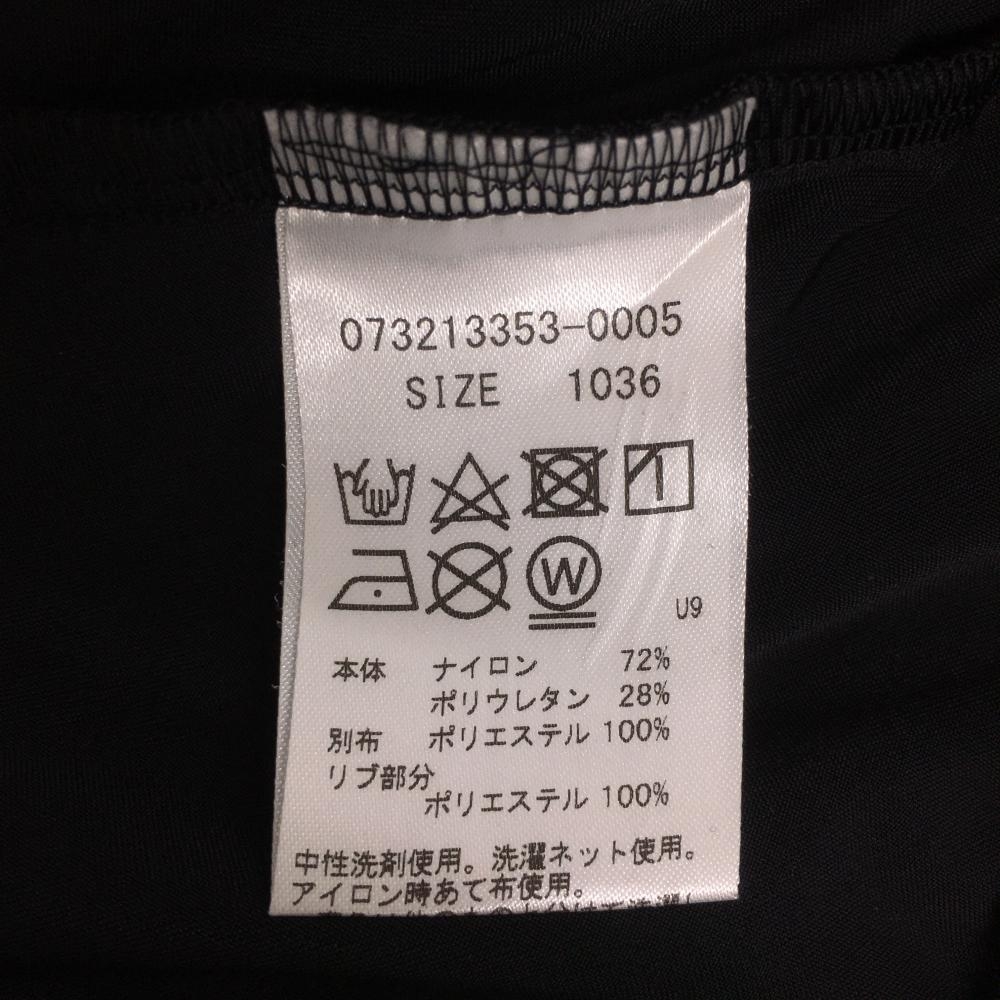 073213353-0005
SIZE 1036
W
U9
本体 ナイロン 72%
ポリウレタン 28%
別布 ポリエステル 100%
リブ部分
ポリエステル 100%
中性洗剤使用。洗濯ネット使用。
アイロン時あて布使用。